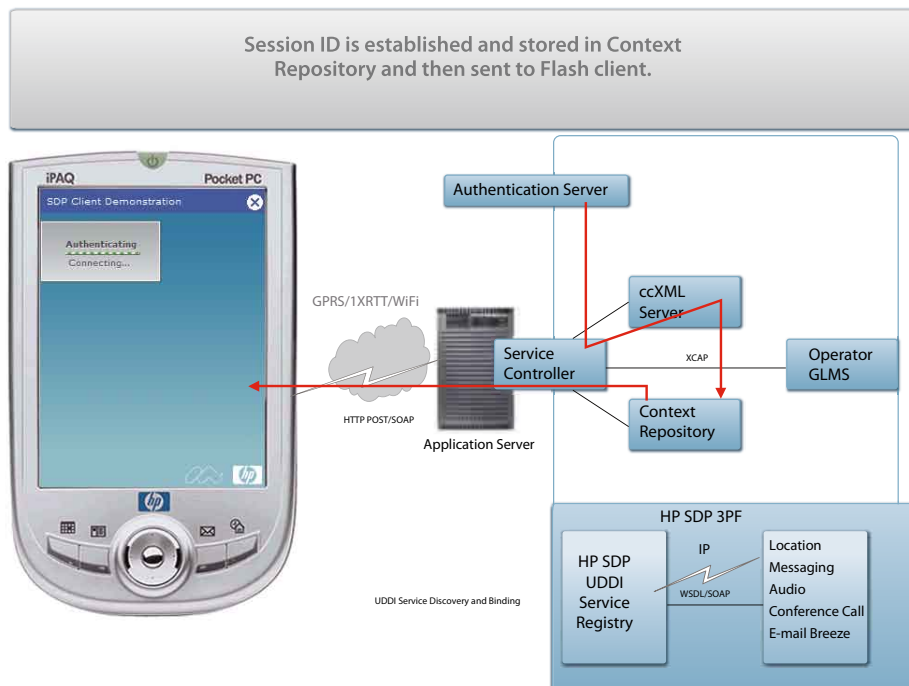 Session ID is established and stored in Context
Repository and then sent to Flash client.
iPAQ
Pocket PC
SDP Client Demonstration
Authenticating
Connecting...
hp
hp
GPRS/1XRTT/WiFi
HTTP POST/SOAP
Application Server
Authentication Server
ccXML
Server
Service
Controller
XCAP
Operator
GLMS
Context
Repository
HP SDP 3PF
HP SDP
UDDI
Service
Registry
IP
WSDL/SOAP
Location
Messaging
Audio
Conference Call
E-mail Breeze
UDDI Service Discovery and Binding